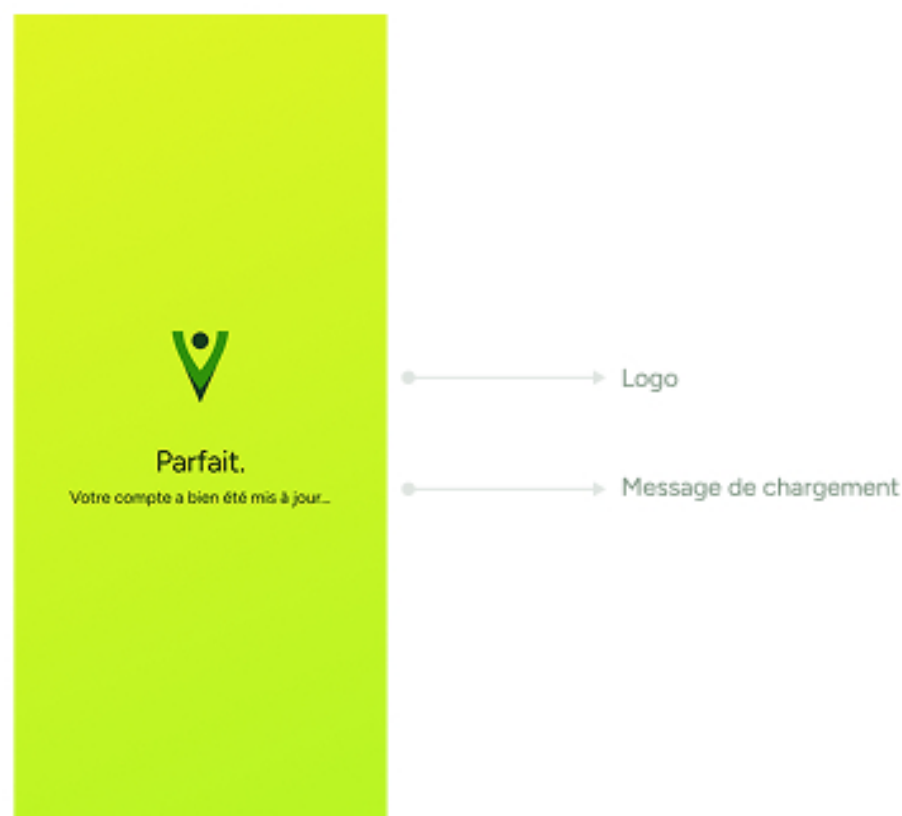 Logo
Parfait.
Votre compte a bien été mis à jour...
Message de chargement